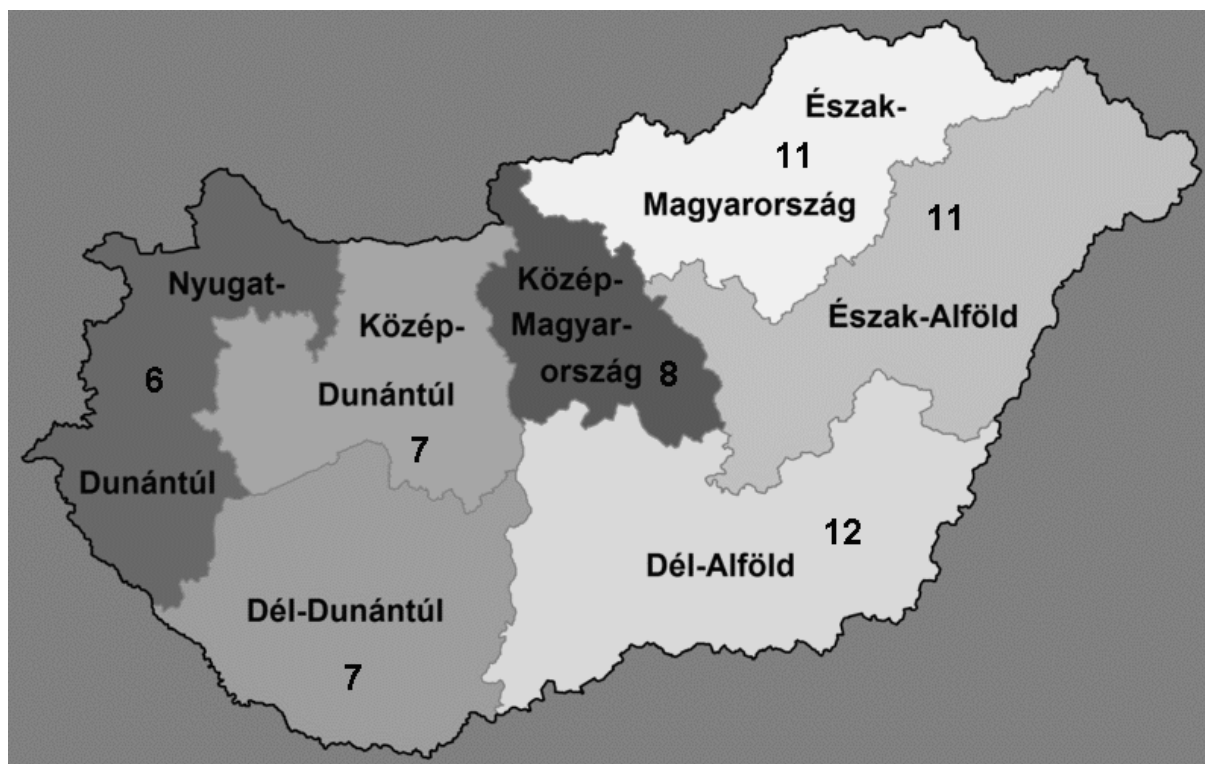 Észak-
11
Magyarország
11
Észak-Alföld
Nyugat-
6
Dunántúl
Közép-
Dunántúl
7
Közép-
Magyar-
ország 8
12
Dél-Alföld
Dél-Dunántúl
7